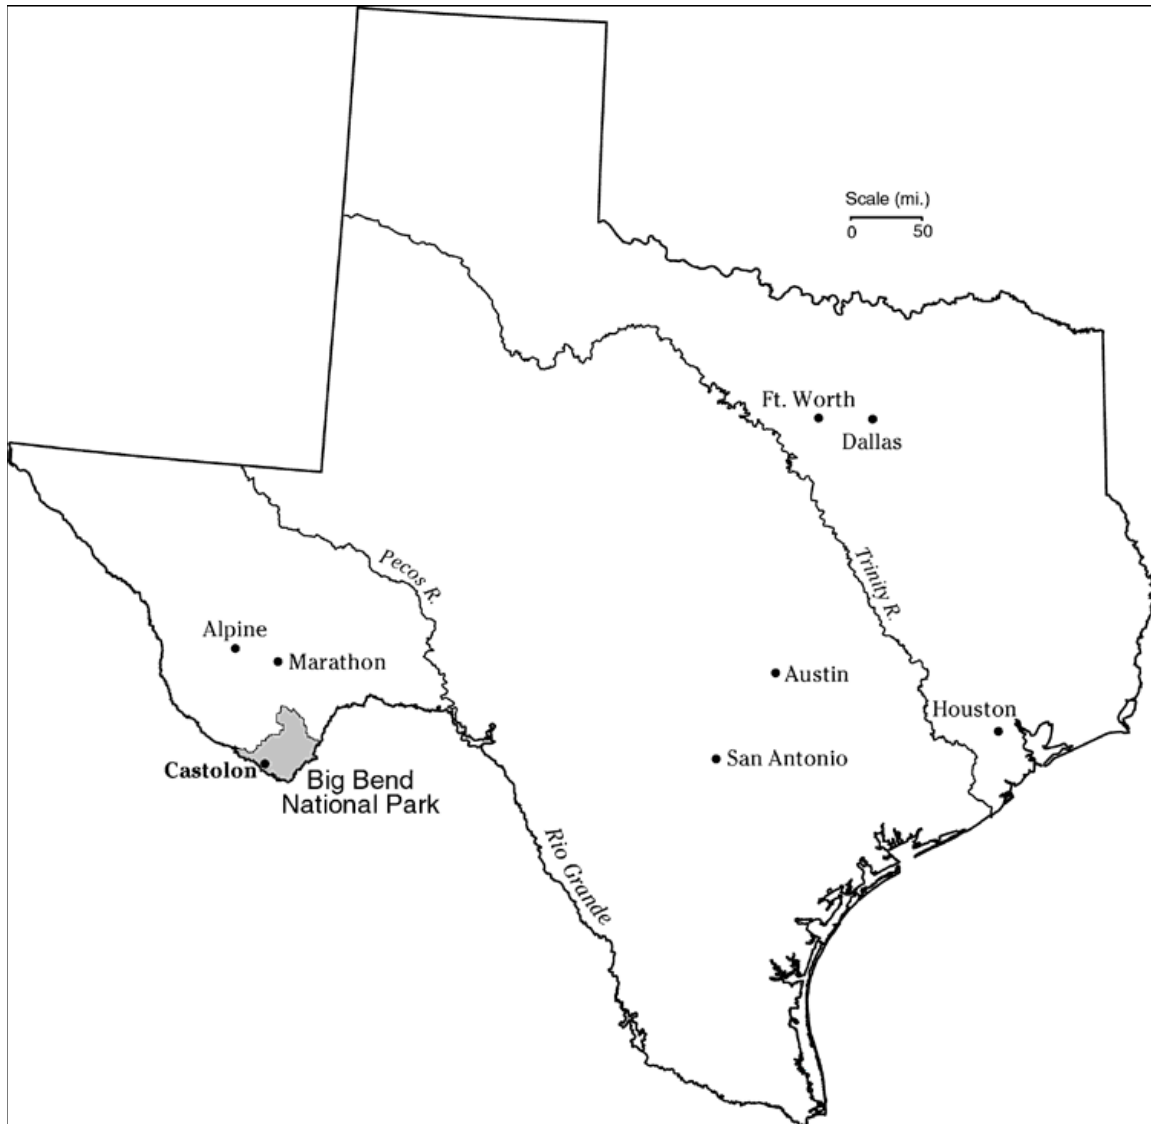 Scale (mi.)
0 50
Ft. Worth
Dallas
Pecos R.
Trinity R.
Alpine
Marathon
Austin
Houston
San Antonio
Castolon
Big Bend
National Park
Rio Grande